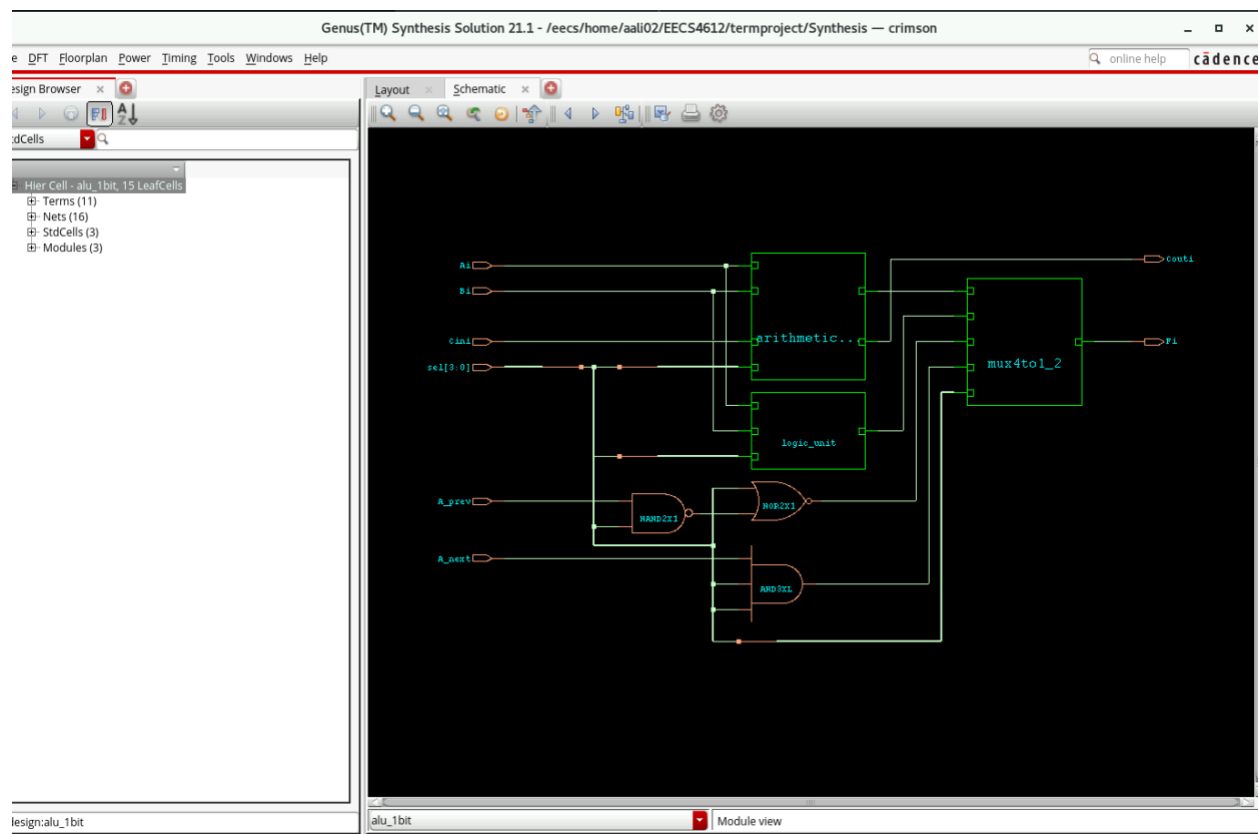 Genus(TM) Synthesis Solution 21.1 - /eecs/home/aali02/EECS4612/termproject/Synthesis — crimson
e DFT Floorplan Power Timing Tools Windows Help
online help
cādence
esign Browser
Layout
Schematic
dCells
Hier Cell - alu_1bit, 15 LeafCells
Terms (11)
Nets (16)
StdCells (3)
Modules (3)
Ai
Bi
Cini
sel[3:0]
A_prev
A_next
arithmetic...
logic_unit
NAND2X1
NOR2X1
AND3XL
mux4to1_2
Couti
Fi
design:alu_1bit
alu_1bit
Module view